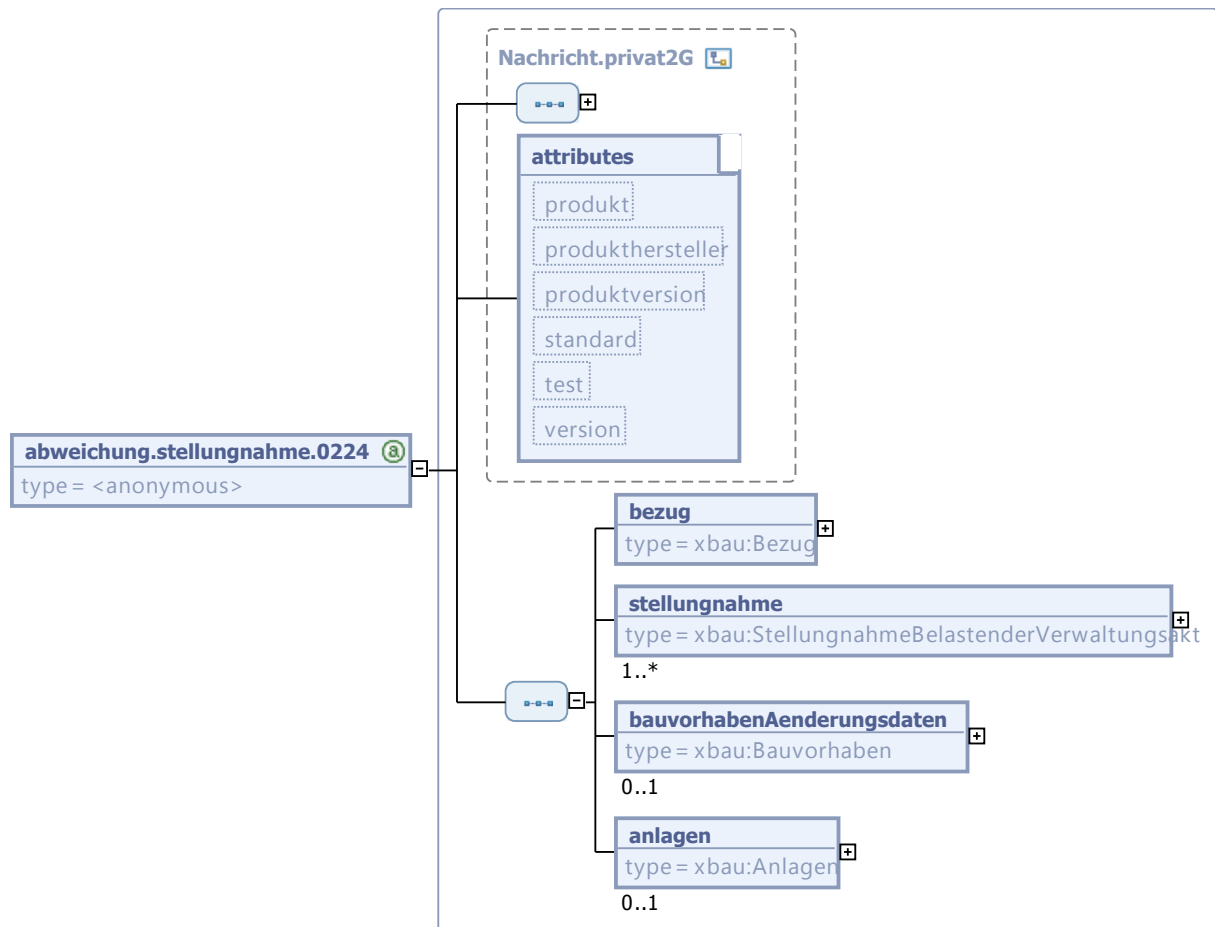 Nachricht.privat2G
attributes
produkt
produkthersteller
produktversion
standard
test
version
abweichung.stellungnahme.0224 @
type = <anonymous>
bezug
type = xbau:Bezug
stellungnahme
type = xbau:StellungnahmeBelastenderVerwaltungsakt
1..*
bauvorhabenAenderungsdaten
type = xbau:Bauvorhaben
0..1
anlagen
type = xbau:Anlagen
0..1